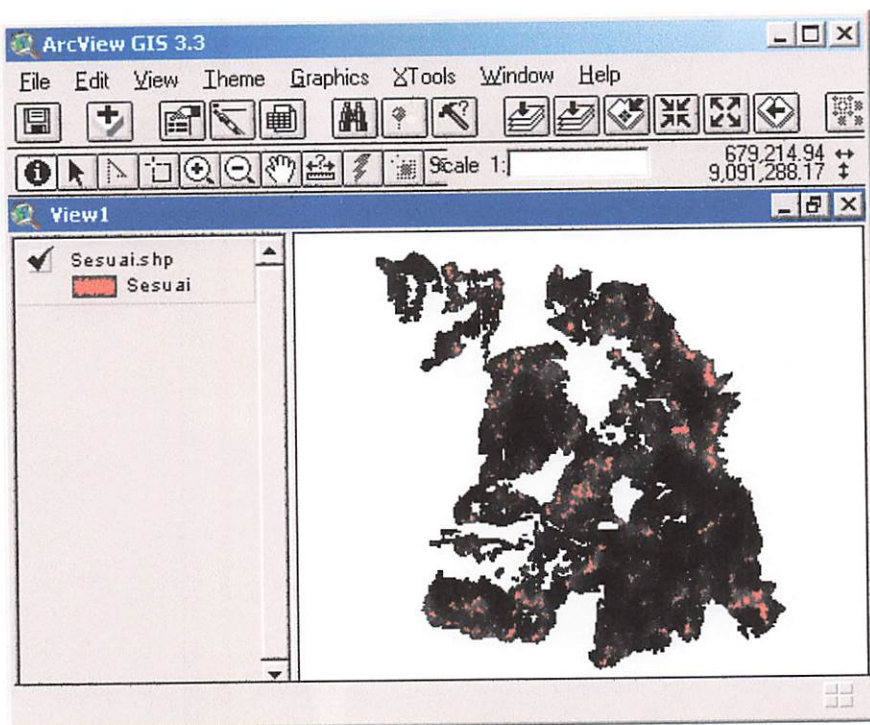 ArcView GIS 3.3
File Edit View Theme Graphics XTools Window Help
Scale 1:
679,214.94
9,091,288.17
View1
Sesuai.shp
Sesuai